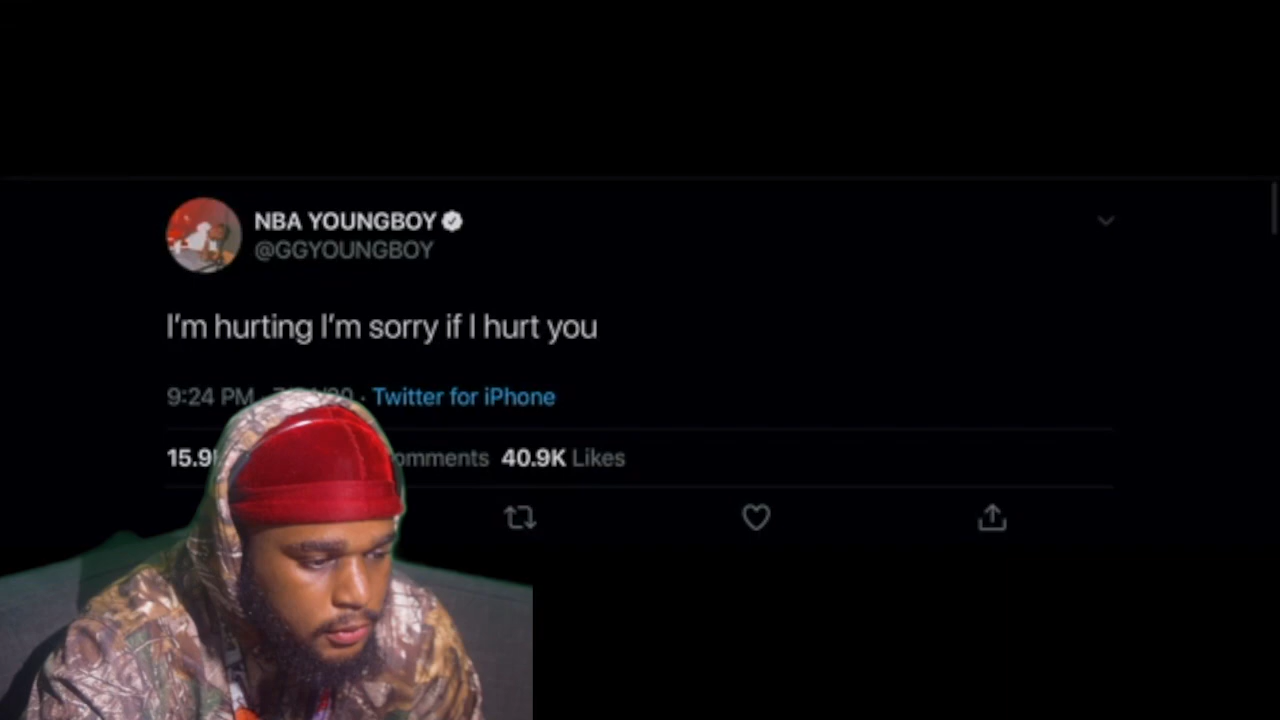 NBA YOUNGBOY
@GGYOUNGBOY
I'm hurting I'm sorry if I hurt you
9:24 PM · Twitter for iPhone
40.9K Likes